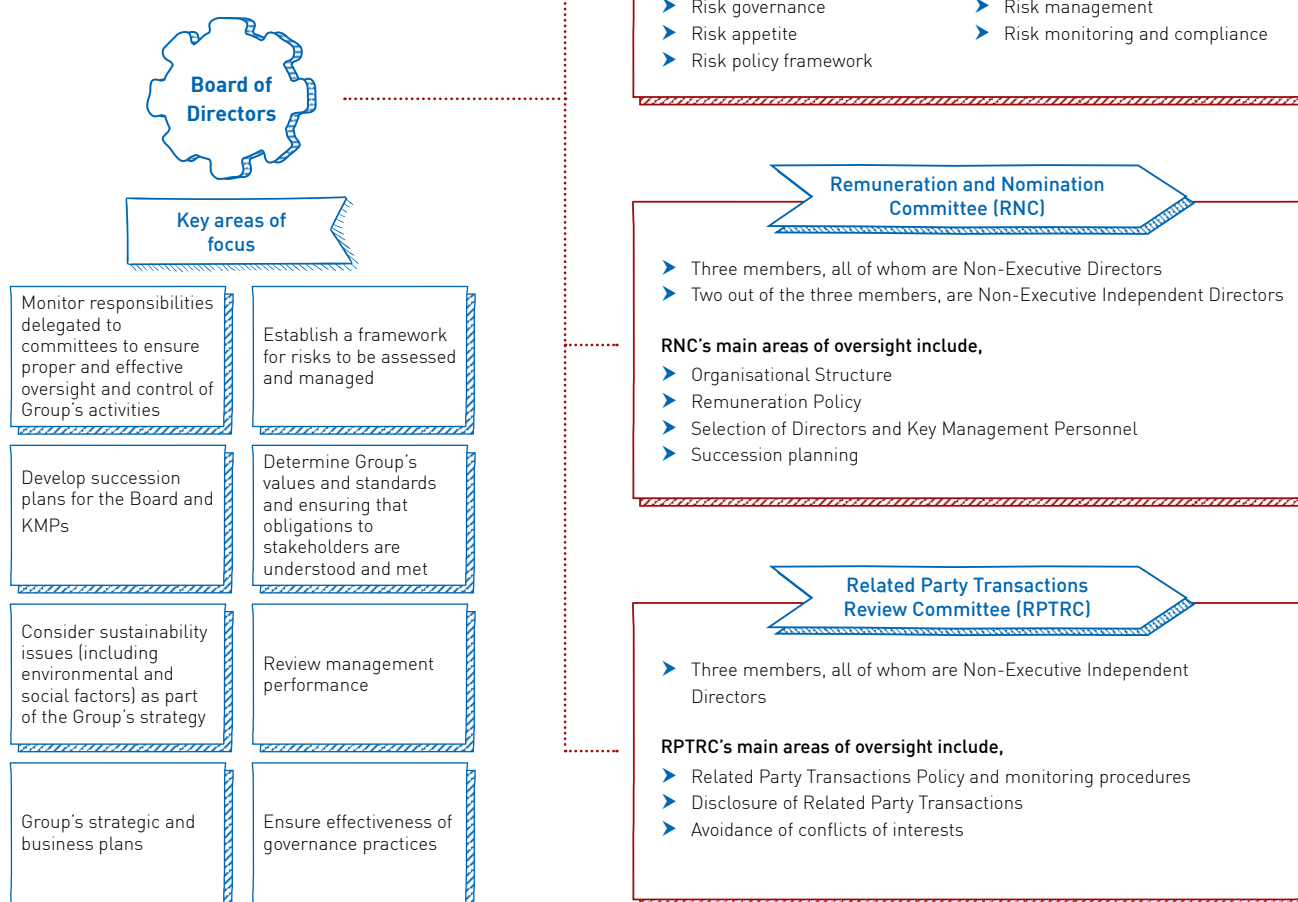 Board of
Directors
Key areas of
focus
Monitor responsibilities
delegated to
committees to ensure
proper and effective
oversight and control of
Group's activities
Establish a framework
for risks to be assessed
and managed
Develop succession
plans for the Board and
KMPs
Determine Group's
values and standards
and ensuring that
obligations to
stakeholders are
understood and met
Consider sustainability
issues (including
environmental and
social factors) as part
of the Group's strategy
Review management
performance
Group's strategic and
business plans
Ensure effectiveness of
governance practices
Risk governance
Risk appetite
Risk policy framework
Risk management
Risk monitoring and compliance
Remuneration and Nomination
Committee (RNC)
Three members, all of whom are Non-Executive Directors
Two out of the three members, are Non-Executive Independent Directors
RNC's main areas of oversight include,
Organisational Structure
Remuneration Policy
Selection of Directors and Key Management Personnel
Succession planning
Related Party Transactions
Review Committee (RPTRC)
Three members, all of whom are Non-Executive Independent
Directors
RPTRC's main areas of oversight include,
Related Party Transactions Policy and monitoring procedures
Disclosure of Related Party Transactions
Avoidance of conflicts of interests